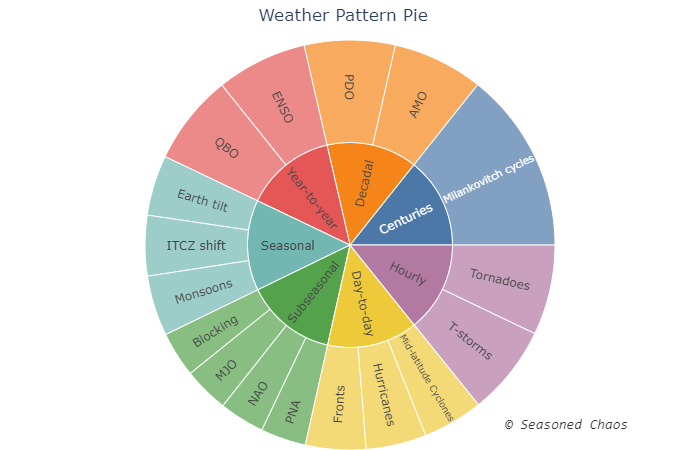 Weather Pattern Pie
PDO
AMO
ENSO
QBO
Decadal
Year-to-year
Centuries
Milankovitch cycles
Earth tilt
ITCZ shift
Monsoons
Seasonal
Subseasonal
Day-to-day
Hourly
Tornadoes
T-storms
Blocking
MJO
NAO
PNA
Fronts
Hurricanes
Mid-latitude Cyclones
© Seasoned Chaos